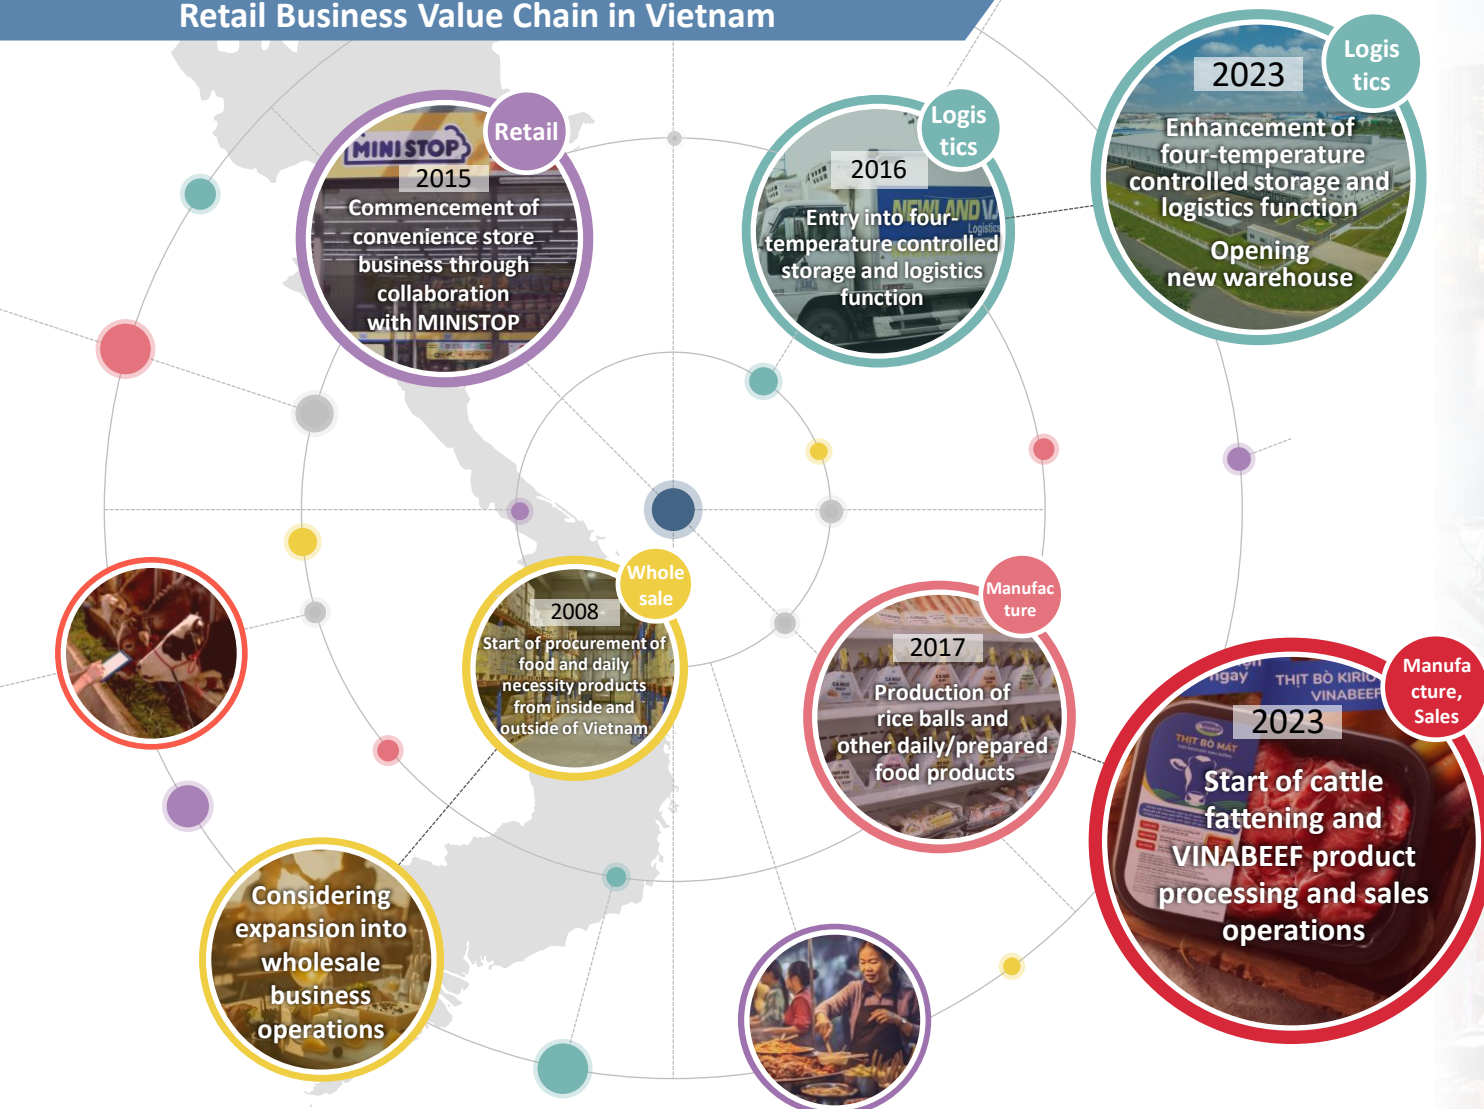 Retail Business Value Chain in Vietnam
Retail
MINISTOP
2015
Commencement of
convenience store
business through
collaboration
with MINISTOP
Logis
tics
2016
NEWLAND V
Logistics
Entry into four-
temperature controlled
storage and logistics
function
Logis
tics
2023
Enhancement of
four-temperature
controlled storage and
logistics function
Opening
new warehouse
Whole
sale
2008
Start of procurement of
food and daily
necessity products
from inside and
outside of Vietnam
Considering
expansion into
wholesale
business
operations
Manufac
ture
2017
Production of
rice balls and
other daily/prepared
food products
Manufa
cture,
Sales
ngay
THỊT BÒ
VINABEEF
2023
THỊT BÒ MÁT
Start of cattle
fattening and
VINABEEF product
processing and sales
operations